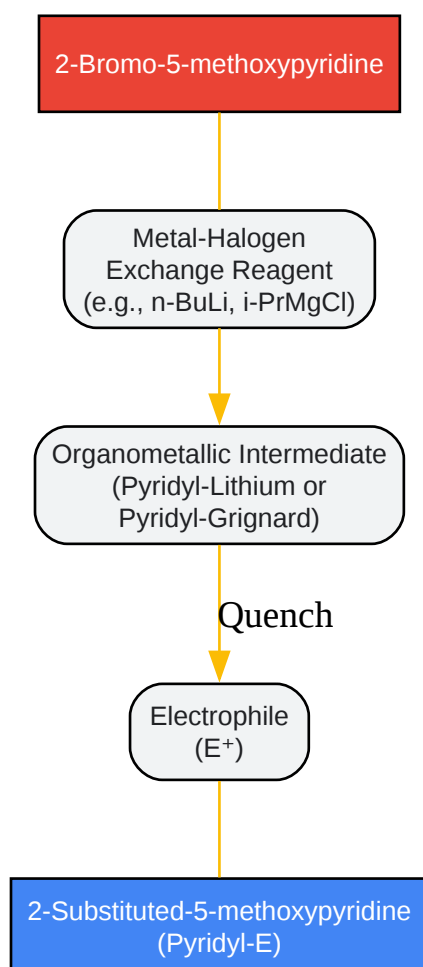 2-Bromo-5-methoxypyridine
Metal-Halogen
Exchange Reagent
(e.g., n-BuLi, i-PrMgCl)
Organometallic Intermediate
(Pyridyl-Lithium or
Pyridyl-Grignard)
Quench
Electrophile
(E⁺)
2-Substituted-5-methoxypyridine
(Pyridyl-E)